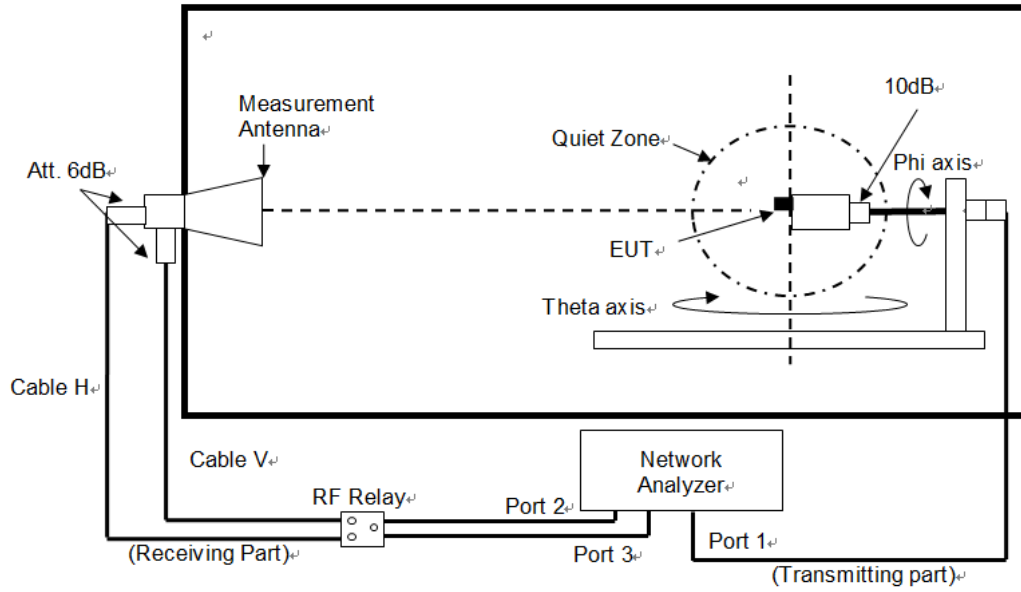 10dB
Measurement
Antenna
Quiet Zone
Phi axis
Att. 6dB
EUT
Theta axis
Cable H
Cable V
Network
Analyzer
RF Relay
Port 2
Port 3
Port 1
(Receiving Part)
(Transmitting part)